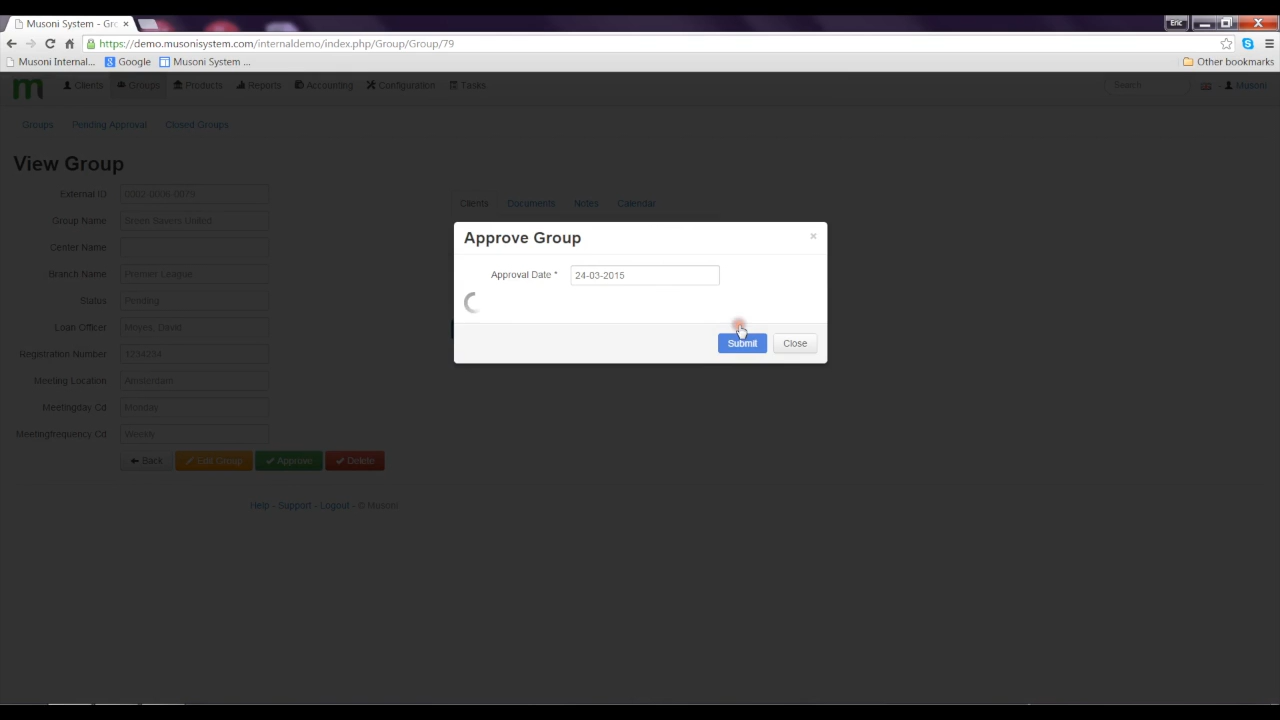 Musoni System - Gro
Eric
https://demo.musonisystem.com/internaldemo/index.php/Group/Group/79
Musoni Internal... Google Musoni System ... Other bookmarks
m Clients Groups Products Reports Accounting Configuration Tasks Search Musoni
Groups Pending Approval Closed Groups
View Group
External ID 0002-0006-0079 Clients Documents Notes Calendar
Group Name Green Savers United
Center Name
Branch Name Premier League
Status Pending
Loan Officer Moyes, David
Registration Number 1234234
Meeting Location Amsterdam
Meetingday Cd Monday
Meetingfrequency Cd Weekly
Back Edit Group Approve Delete
Help - Support - Logout - © Musoni
Approve Group ×
Approval Date * 24-03-2015
Submit Close